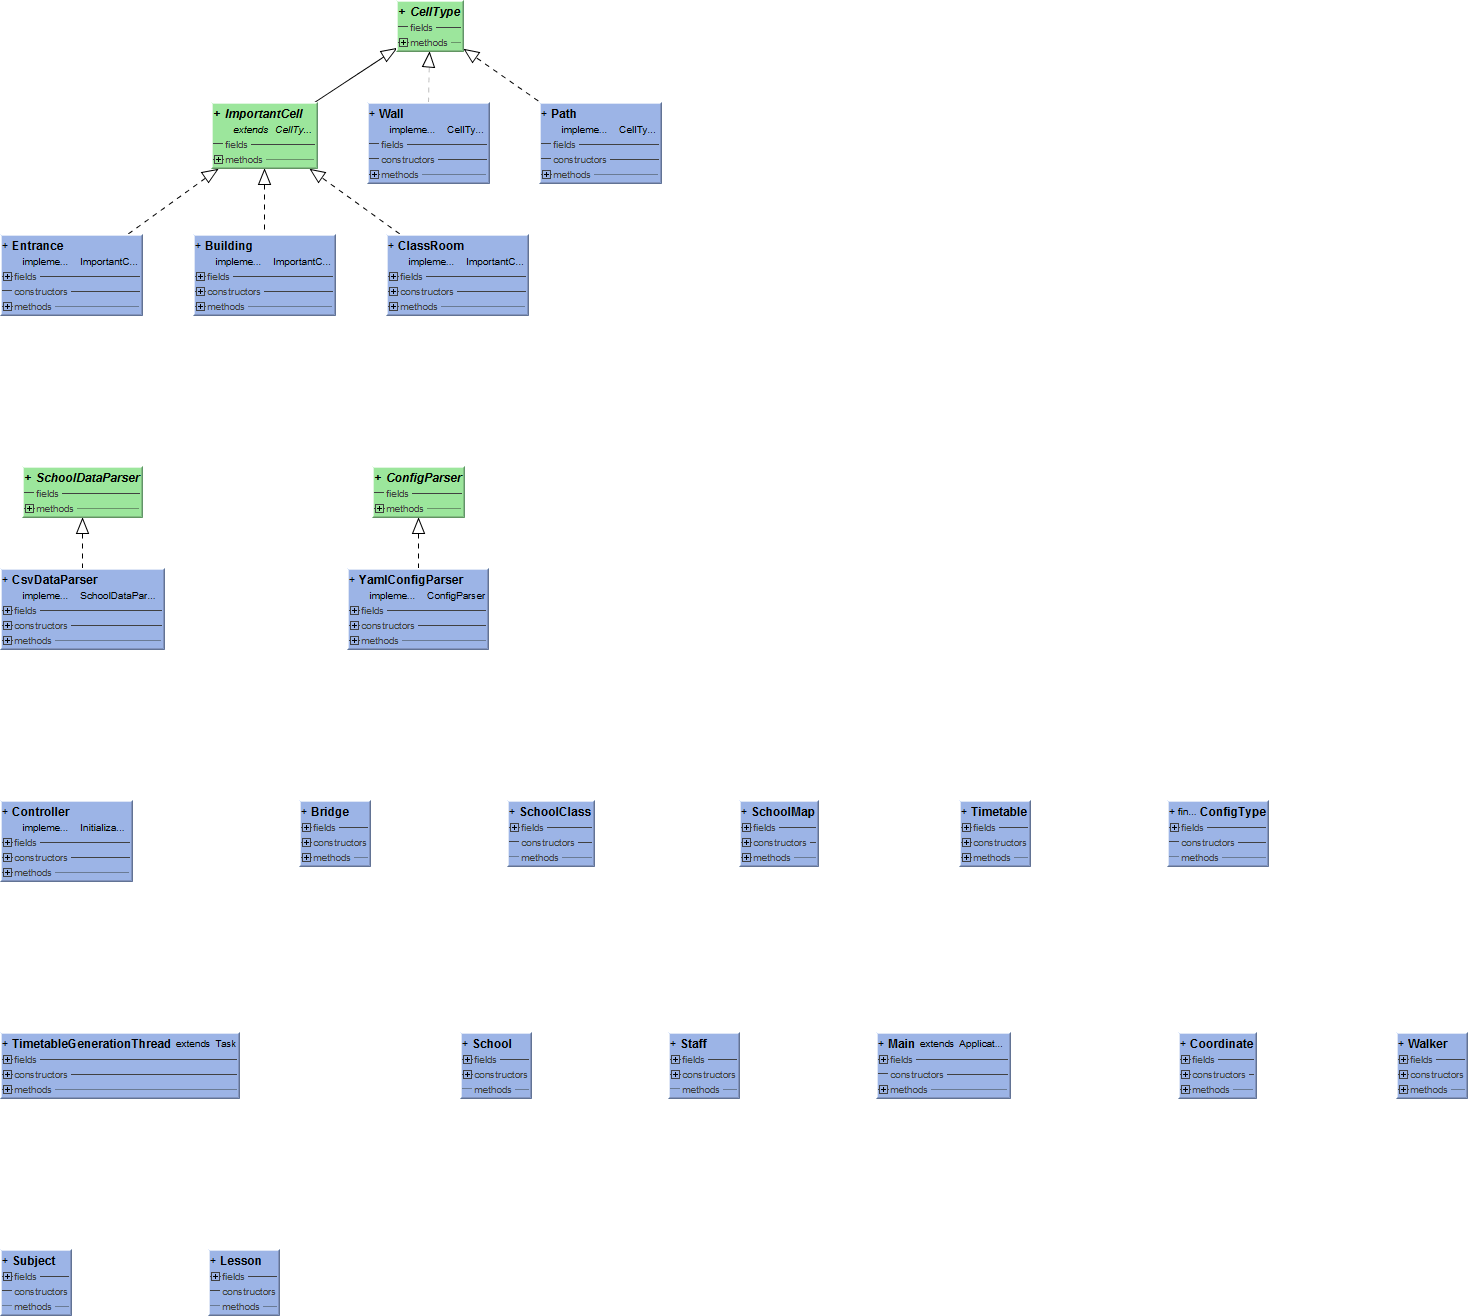 + CellType
fields
methods
+ ImportantCell
extends CellTy...
fields
methods
+ Wall
impleme... CellTy...
fields
constructors
methods
+ Path
impleme... CellTy...
fields
constructors
methods
+ Entrance
impleme... ImportantC...
fields
constructors
methods
+ Building
impleme... ImportantC...
fields
constructors
methods
+ ClassRoom
impleme... ImportantC...
fields
constructors
methods
+ SchoolDataParser
fields
methods
+ ConfigParser
fields
methods
+ CsvDataParser
impleme... SchoolDataPar...
fields
constructors
methods
+ YamlConfigParser
impleme... ConfigParser
fields
constructors
methods
+ Controller
impleme... Initializa...
fields
constructors
methods
+ Bridge
fields
constructors
methods
+ SchoolClass
fields
constructors
methods
+ SchoolMap
fields
constructors
methods
+ Timetable
fields
constructors
methods
+ fin... ConfigType
fields
constructors
methods
+ TimetableGenerationThread extends Task
fields
constructors
methods
+ School
fields
constructors
methods
+ Staff
fields
constructors
methods
+ Main extends Applicat...
fields
constructors
methods
+ Coordinate
fields
constructors
methods
+ Walker
fields
constructors
methods
+ Subject
fields
constructors
methods
+ Lesson
fields
constructors
methods